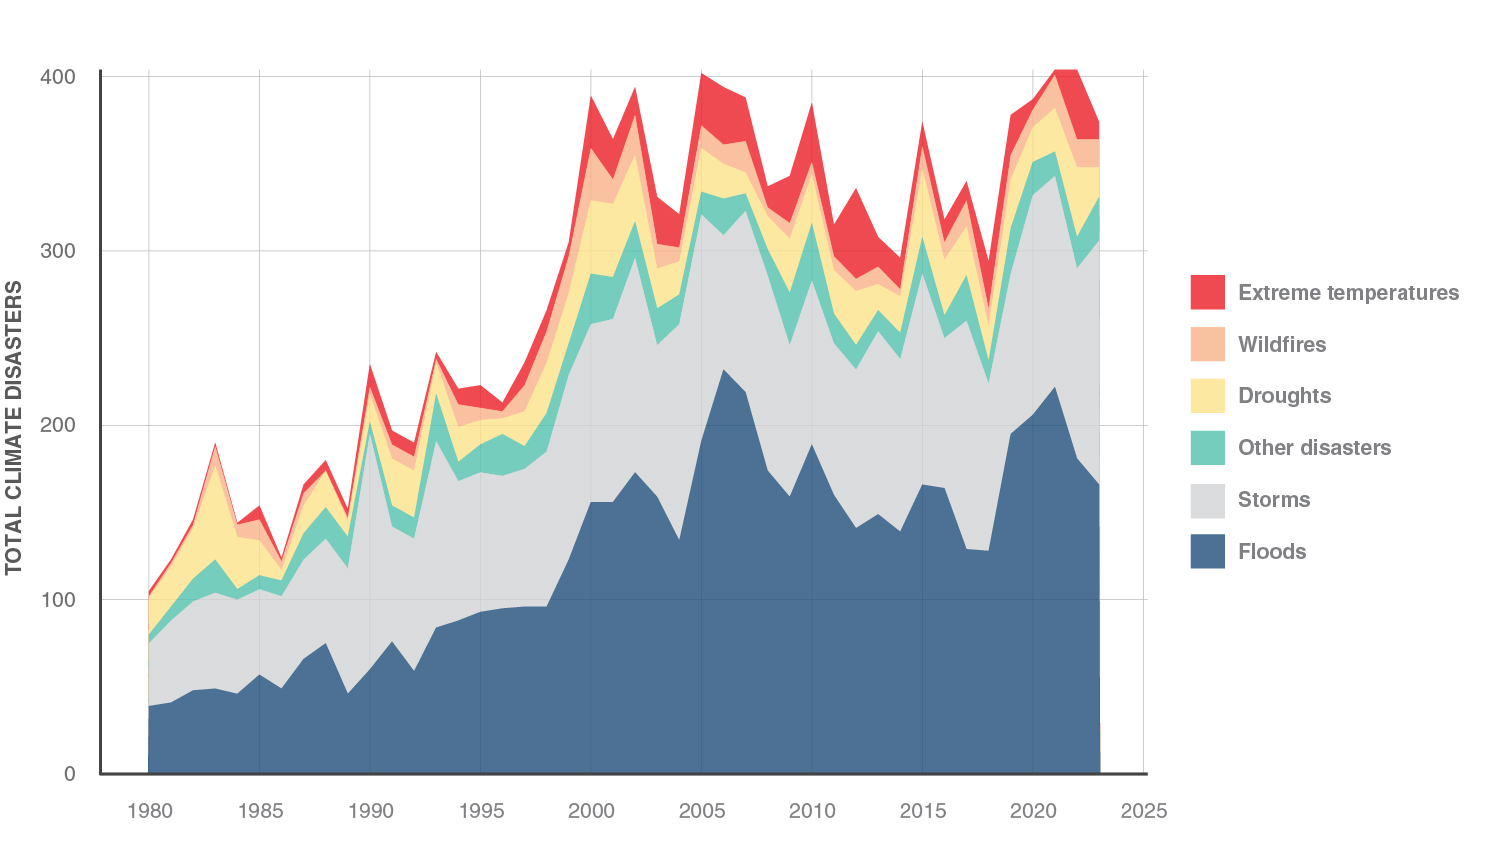 TOTAL CLIMATE DISASTERS
400
300
200
100
0
1980 1985 1990 1995 2000 2005 2010 2015 2020 2025
Extreme temperatures
Wildfires
Droughts
Other disasters
Storms
Floods